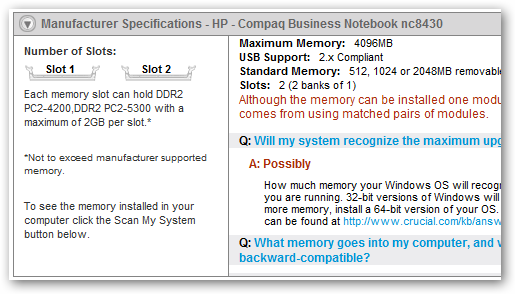 Manufacturer Specifications - HP - Compaq Business Notebook nc8430
Number of Slots:
Slot 1 Slot 2
Each memory slot can hold DDR2
PC2-4200,DDR2 PC2-5300 with a
maximum of 2GB per slot.*
*Not to exceed manufacturer supported
memory.
To see the memory installed in your
computer click the Scan My System
button below.
Maximum Memory: 4096MB
USB Support: 2.x Compliant
Standard Memory: 512, 1024 or 2048MB removable
Slots: 2 (2 banks of 1)
Although the memory can be installed one modu
comes from using matched pairs of modules.
Q: Will my system recognize the maximum upg
A: Possibly
How much memory your Windows OS will recog
you are running. 32-bit versions of Windows will
more memory, install a 64-bit version of your OS.
can be found at http://www.crucial.com/kb/answ
Q: What memory goes into my computer, and w
backward-compatible?